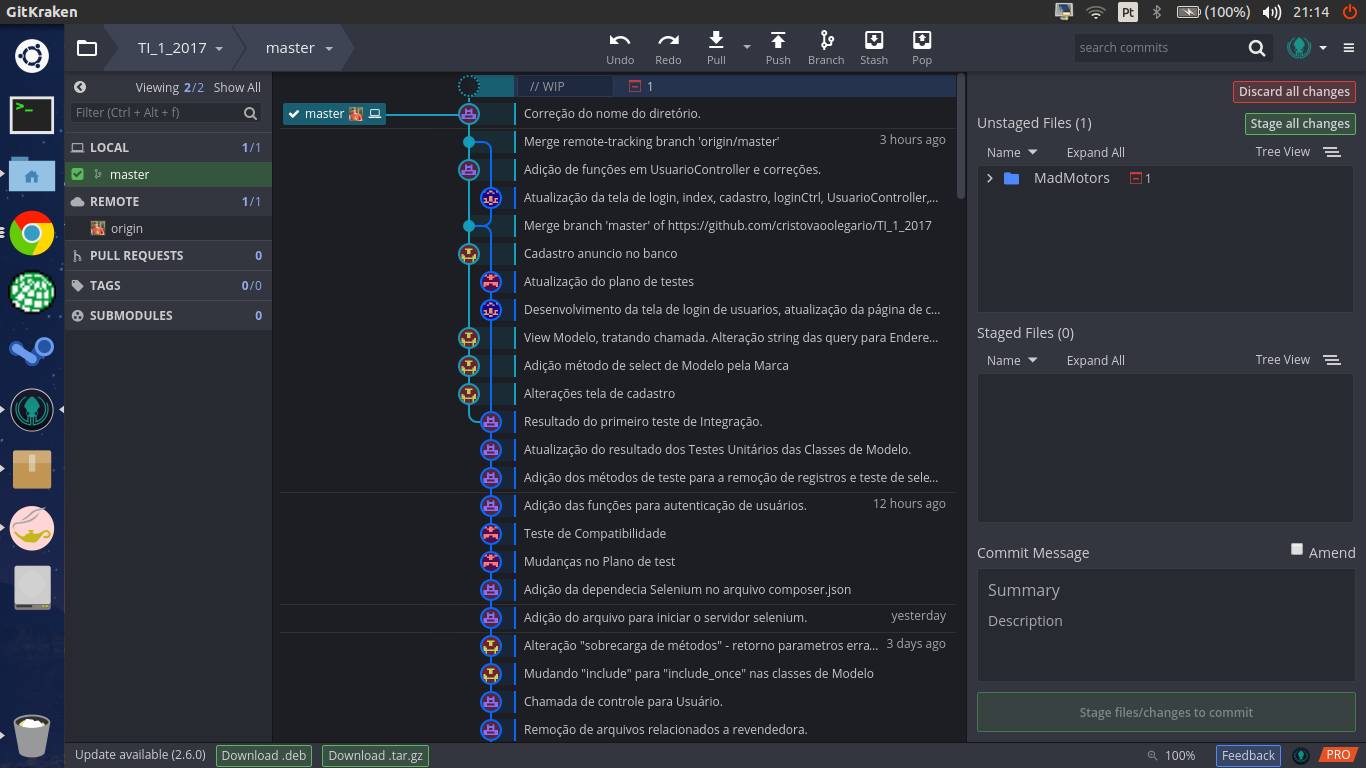 GitKraken
Pt
(100%)
21:14
TI_1_2017
master
Undo
Redo
Pull
Push
Branch
Stash
Pop
search commits
Viewing 2/2 Show All
Filter (Ctrl + Alt + f)
LOCAL 1/1
master
REMOTE 1/1
origin
PULL REQUESTS 0
TAGS 0/0
SUBMODULES 0
// WIP 1
master
Correção do nome do diretório.
Merge remote-tracking branch 'origin/master' 3 hours ago
Adição de funções em UsuarioController e correções.
Atualização da tela de login, index, cadastro, loginCtrl, UsuarioController,...
Merge branch 'master' of https://github.com/cristovaoolegario/TI_1_2017
Cadastro anuncio no banco
Atualização do plano de testes
Desenvolvimento da tela de login de usuarios, atualização da página de c...
View Modelo, tratando chamada. Alteração string das query para Endere...
Adição método de select de Modelo pela Marca
Alterações tela de cadastro
Resultado do primeiro teste de Integração.
Atualização do resultado dos Testes Unitários das Classes de Modelo.
Adição dos métodos de teste para a remoção de registros e teste de sele...
Adição das funções para autenticação de usuários. 12 hours ago
Teste de Compatibilidade
Mudanças no Plano de test
Adição da dependecia Selenium no arquivo composer.json
Adição do arquivo para iniciar o servidor selenium. yesterday
Alteração "sobrecarga de métodos" - retorno parametros erra... 3 days ago
Mudando "include" para "include_once" nas classes de Modelo
Chamada de controle para Usuário.
Remoção de arquivos relacionados a revendedora.
Discard all changes
Unstaged Files (1)
Stage all changes
Name Expand All Tree View
MadMotors 1
Staged Files (0)
Name Expand All Tree View
Commit Message
Amend
Summary
Description
Stage files/changes to commit
Update available (2.6.0)
Download .deb
Download .tar.gz
100%
Feedback
PRO
>_